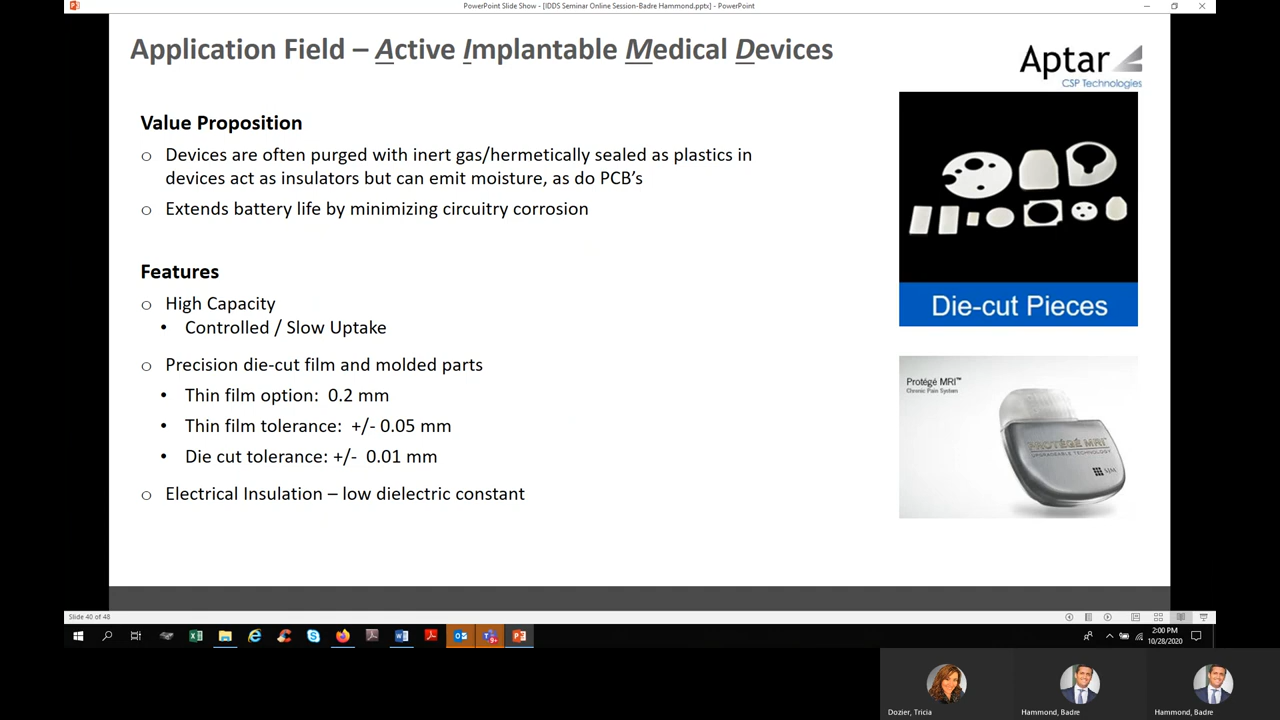 PowerPoint Slide Show - [IDDS Seminar Online Session-Badre Hammond.pptx] - PowerPoint
Application Field – Active Implantable Medical Devices
Aptar
CSP Technologies
Value Proposition
o Devices are often purged with inert gas/hermetically sealed as plastics in
devices act as insulators but can emit moisture, as do PCB's
o Extends battery life by minimizing circuitry corrosion
Features
o High Capacity
• Controlled / Slow Uptake
o Precision die-cut film and molded parts
• Thin film option: 0.2 mm
• Thin film tolerance: +/- 0.05 mm
• Die cut tolerance: +/- 0.01 mm
o Electrical Insulation – low dielectric constant
Die-cut Pieces
Protégé MRI™
Chronic Pain System
PROTÉGÉ MRI™
UPGRADEABLE TECHNOLOGY
SJM
Slide 40 of 48
2:00 PM
10/28/2020
Dozier, Tricia
Hammond, Badre
Hammond, Badre